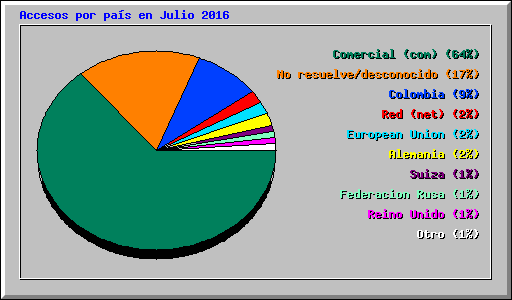 Accesos por país en Julio 2016
Comercial (com) (64%)
No resuelve/desconocido (17%)
Colombia (9%)
Red (net) (2%)
European Union (2%)
Alemania (2%)
Suiza (1%)
Federacion Rusa (1%)
Reino Unido (1%)
Otro (1%)